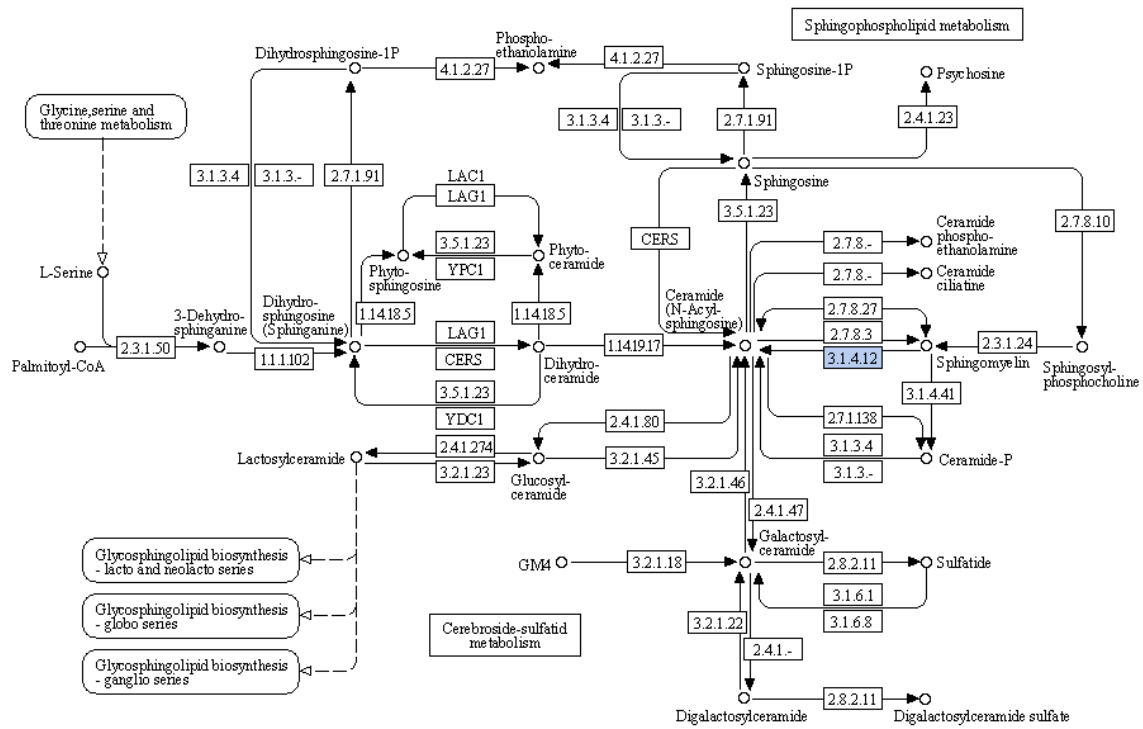 Sphingophospholipid metabolism
Dihydrosphingosine-1P
Phospho-
ethanolamine
4.1.2.27
4.1.2.27
Sphingosine-1P
Psychosine
Glycine,serine and
threonine metabolism
3.1.3.4
3.1.3.-
2.7.1.91
2.4.1.23
3.1.3.4
3.1.3.-
2.7.1.91
LAC1
LAG1
Sphingosine
3.5.1.23
2.7.8.10
CERS
3.5.1.23
YPC1
Phyto-
sphingosine
Phyto-
ceramide
2.7.8.-
Ceramide
phospho-
ethanolamine
L-Serine
2.7.8.-
Ceramide
ciliatine
3-Dehydro-
sphinganine
Dihydro-
sphingosine
(Sphinganine)
1.14.18.5
1.14.18.5
Ceramide
(N-Acyl-
sphingosine)
2.7.8.27
LAG1
2.7.8.3
Palmitoyl-CoA
2.3.1.50
1.1.1.102
CERS
Dihydro-
ceramide
1.14.19.17
3.1.4.12
Sphingomyelin
2.3.1.24
Sphingosyl-
phosphocholine
3.5.1.23
YDC1
3.1.4.41
2.4.1.80
2.7.1.138
Lactosylceramide
2.4.1.274
3.2.1.23
Glucosyl-
ceramide
3.2.1.45
3.1.3.4
3.1.3.-
Ceramide-P
3.2.1.46
2.4.1.47
Glycosphingolipid biosynthesis
- lacto and neolacto series
GM4
3.2.1.18
Galactosyl-
ceramide
2.8.2.11
Sulfatide
3.1.6.1
3.1.6.8
Glycosphingolipid biosynthesis
- globo series
Cerebroside-sulfatid
metabolism
3.2.1.22
2.4.1.-
Glycosphingolipid biosynthesis
- ganglio series
2.8.2.11
Digalactosylceramide
Digalactosylceramide sulfate